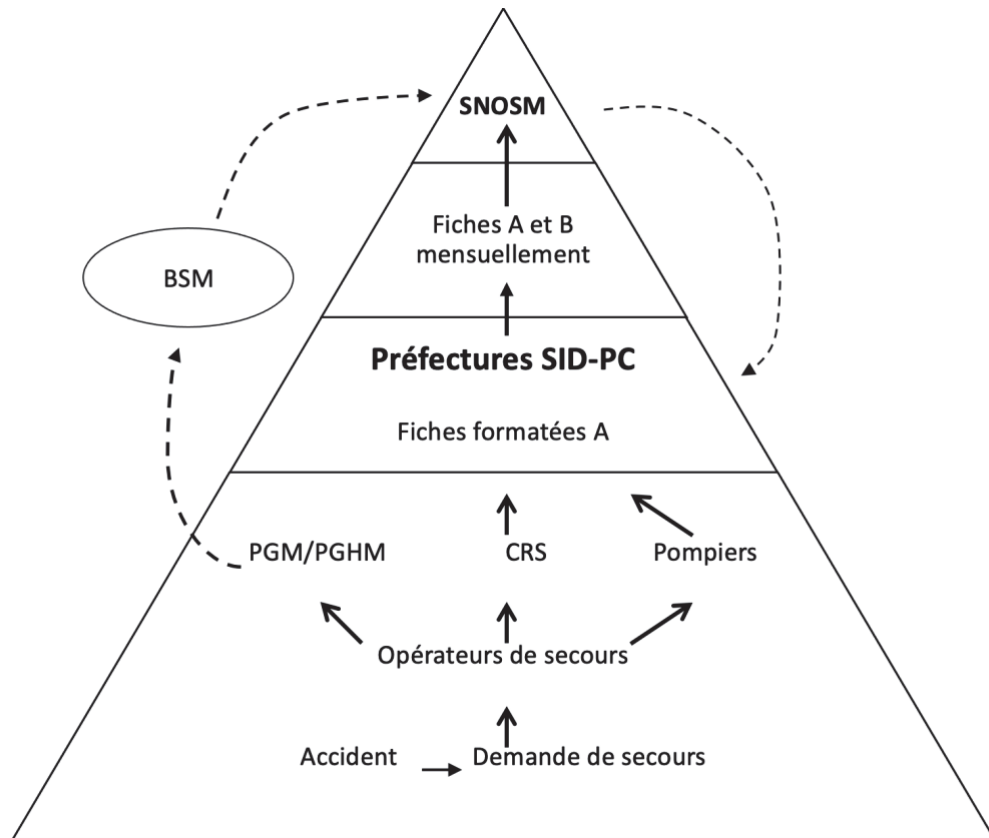 SNOSM
Fiches A et B
mensuellement
BSM
Préfectures SID-PC
Fiches formatées A
PGM/PGHM
CRS
Pompiers
Opérateurs de secours
Accident
Demande de secours